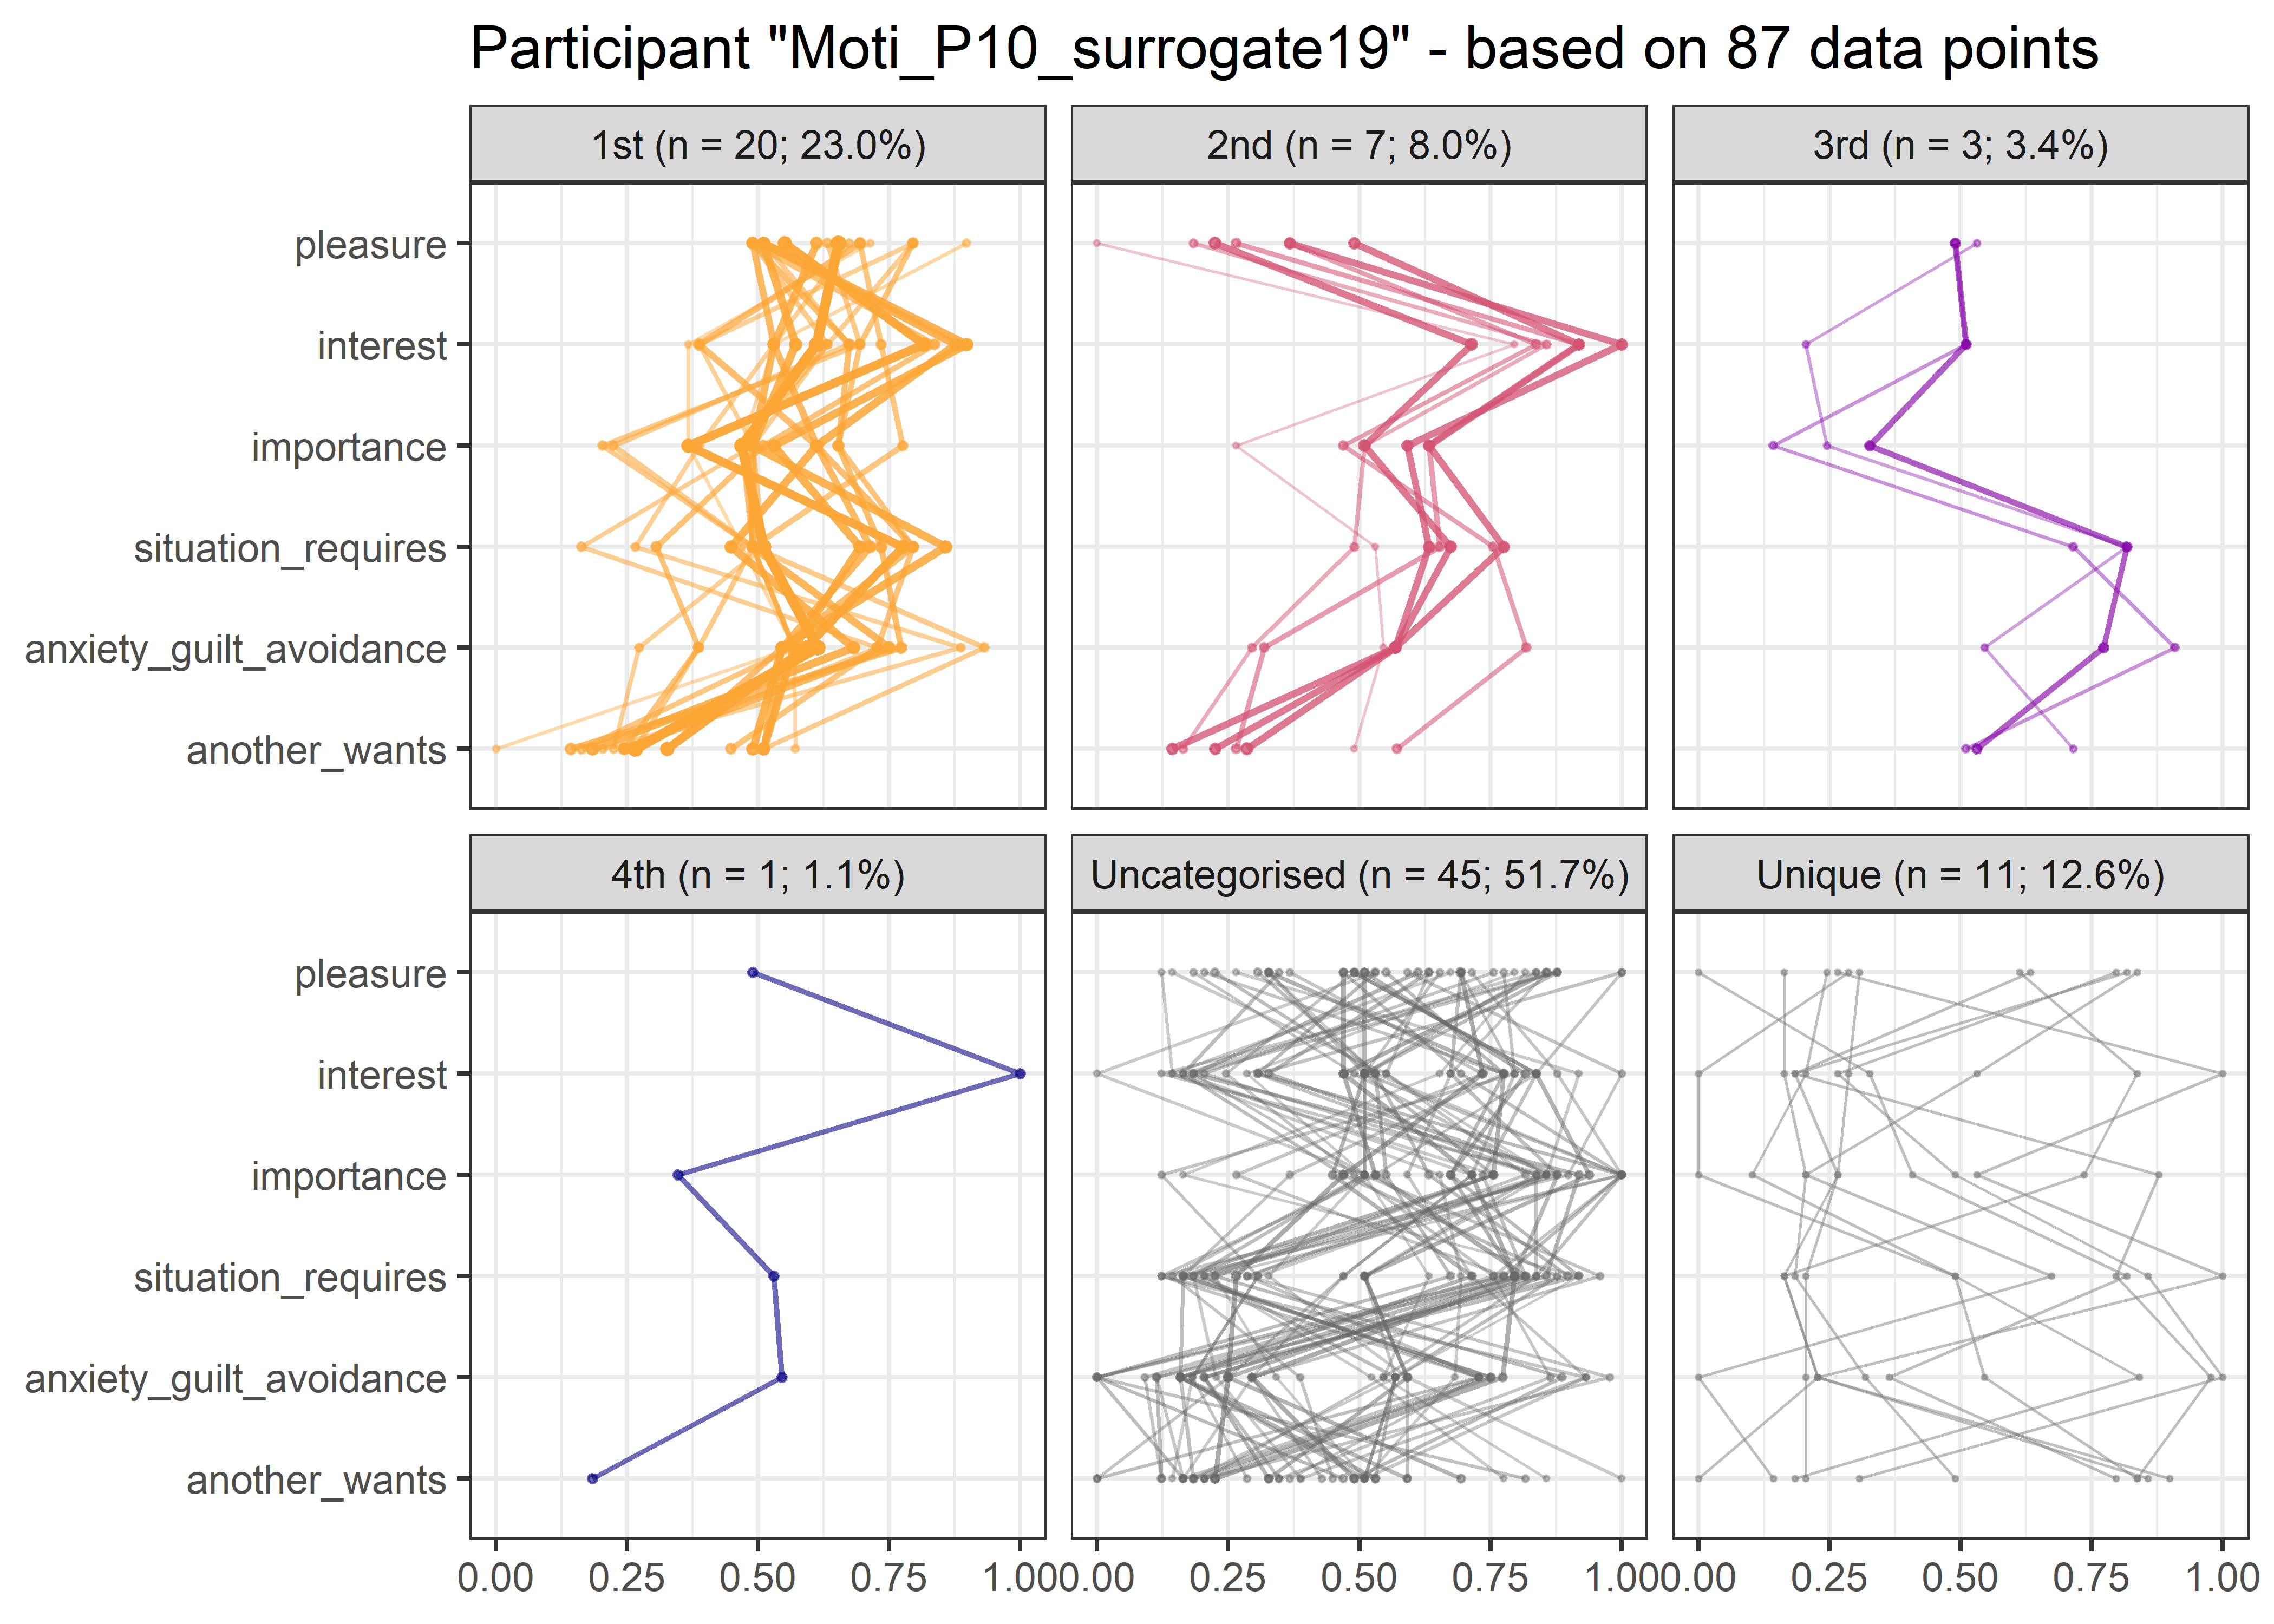 Participant "Moti_P10_surrogate19" - based on 87 data points
1st (n = 20; 23.0%)
2nd (n = 7; 8.0%)
3rd (n = 3; 3.4%)
pleasure
interest
importance
situation_requires
anxiety_guilt_avoidance
another_wants
4th (n = 1; 1.1%)
Uncategorised (n = 45; 51.7%)
Unique (n = 11; 12.6%)
pleasure
interest
importance
situation_requires
anxiety_guilt_avoidance
another_wants
0.00 0.25 0.50 0.75 1.00
0.00 0.25 0.50 0.75 1.00
0.00 0.25 0.50 0.75 1.00